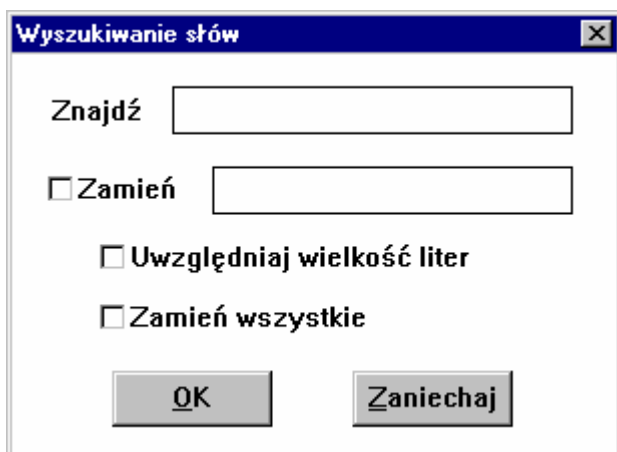 Wyszukiwanie słów
Znajdź
Zamień
Uwzględniaj wielkość liter
Zamień wszystkie
OK Zaniechaj